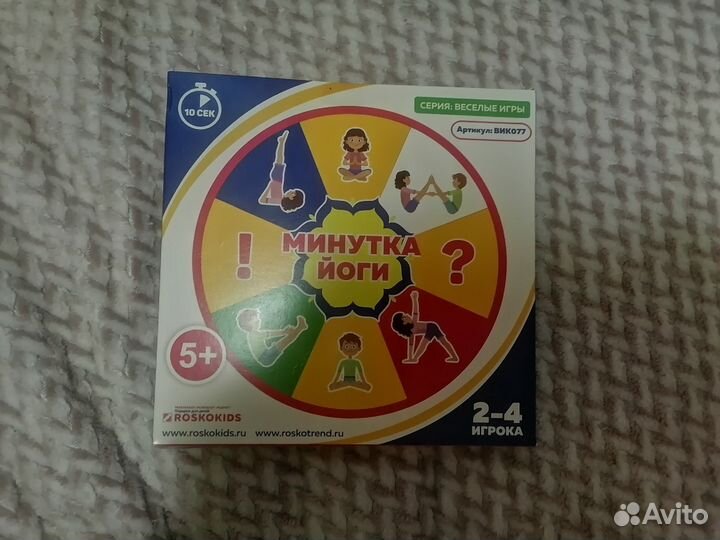 10 СЕК
СЕРИЯ: ВЕСЕЛЫЕ ИГРЫ
Артикул: ВИК077
! МИНУТКА ?
ЙОГИ
5+
ROSKOKIDS
www.roskokids.ru www.roskotrend.ru
2-4
ИГРОКА
Avito